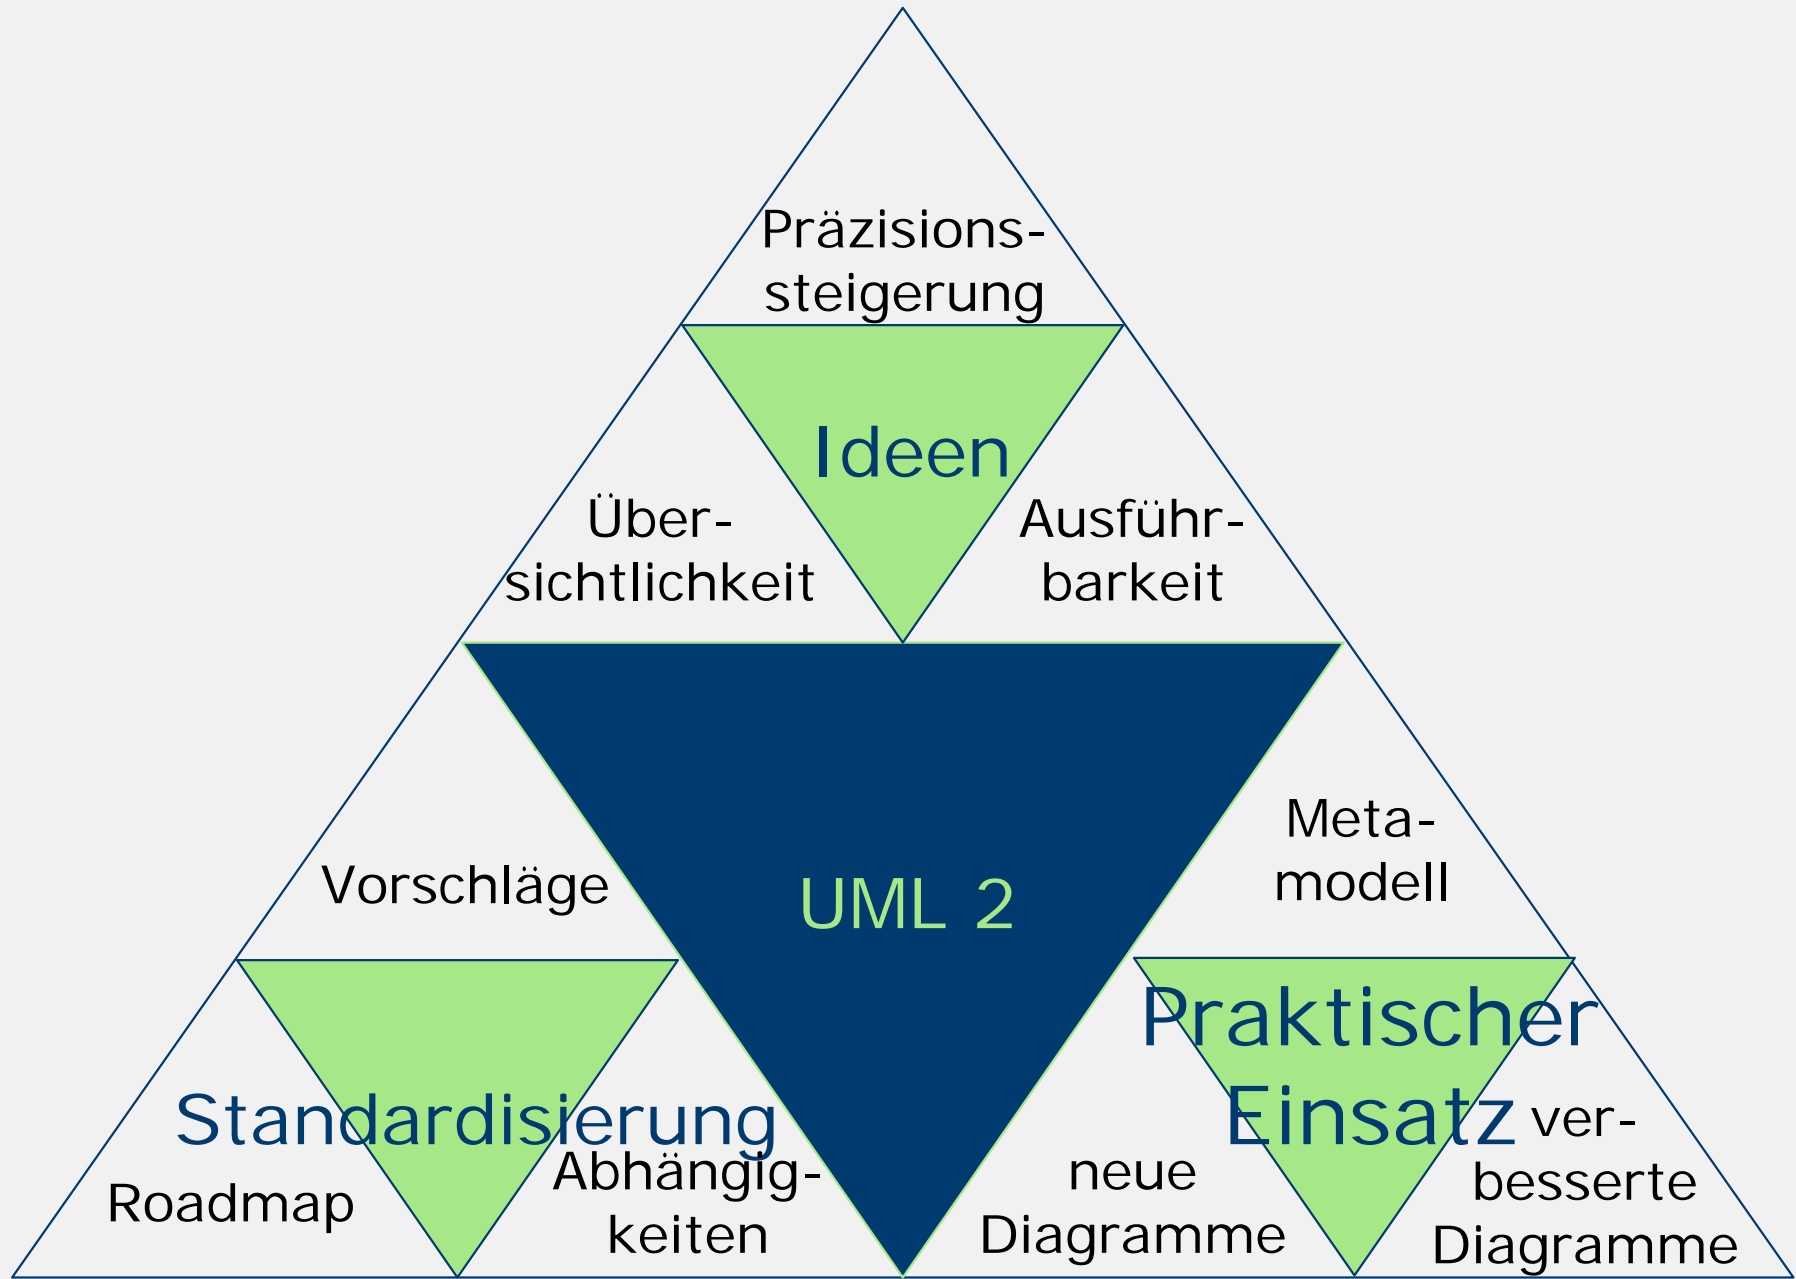 Präzisions-
steigerung
Ideen
Über-
sichtlichkeit
Ausführ-
barkeit
UML 2
Vorschläge
Standardisierung
Roadmap
Abhängig-
keiten
Meta-
modell
Praktischer
Einsatz
neue
Diagramme
ver-
besserte
Diagramme